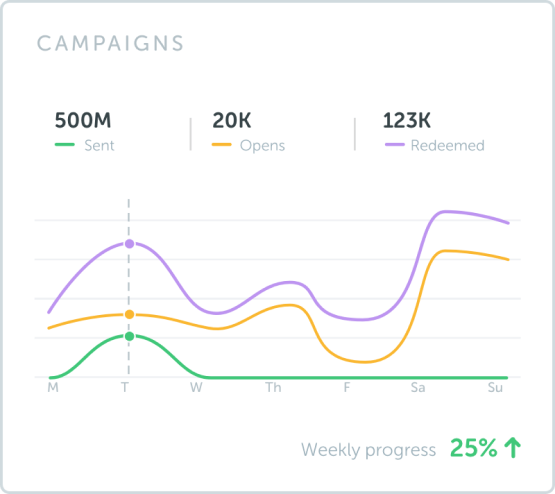 CAMPAIGNS
500M 20K 123K
Sent Opens Redeemed
M T W Th F Sa Su
Weekly progress 25%